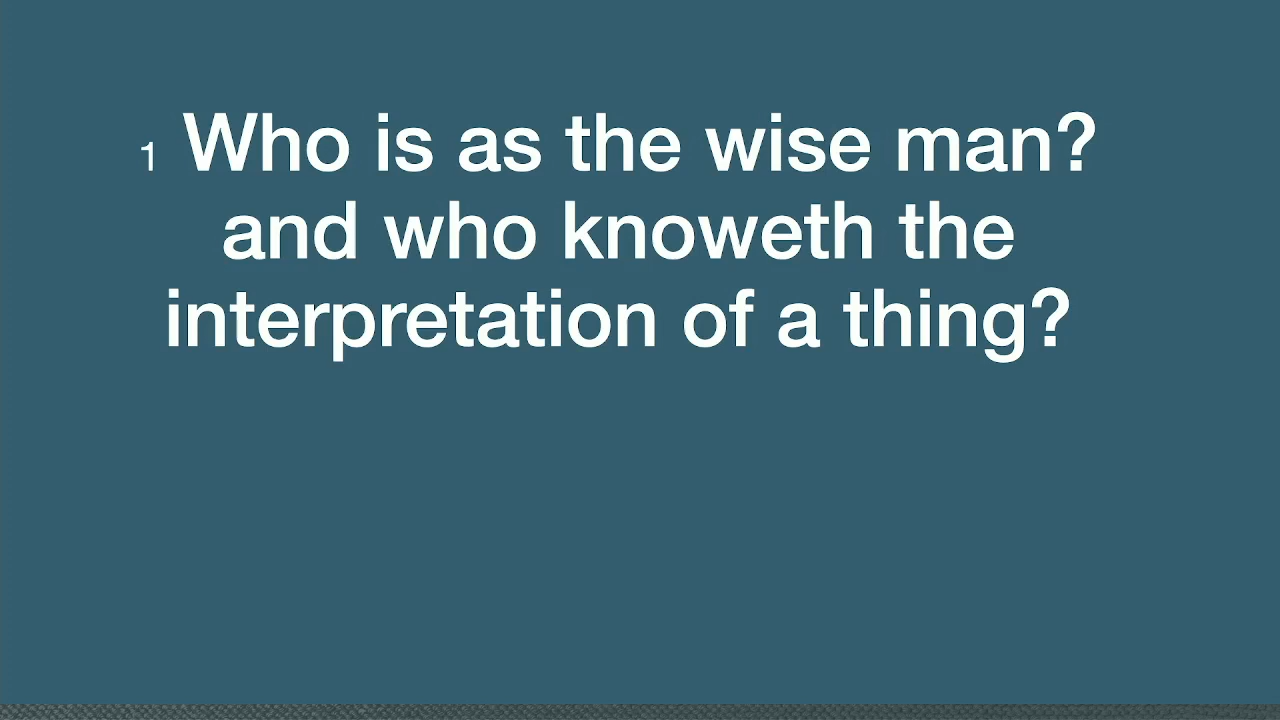 1 Who is as the wise man?
and who knoweth the
interpretation of a thing?